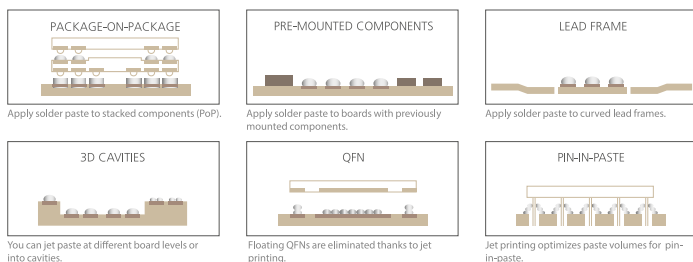 PACKAGE-ON-PACKAGE
Apply solder paste to stacked components (PoP).
PRE-MOUNTED COMPONENTS
Apply solder paste to boards with previously
mounted components.
LEAD FRAME
Apply solder paste to curved lead frames.
3D CAVITIES
You can jet paste at different board levels or
into cavities.
QFN
Floating QFNs are eliminated thanks to jet
printing.
PIN-IN-PASTE
Jet printing optimizes paste volumes for pin-
in-paste.